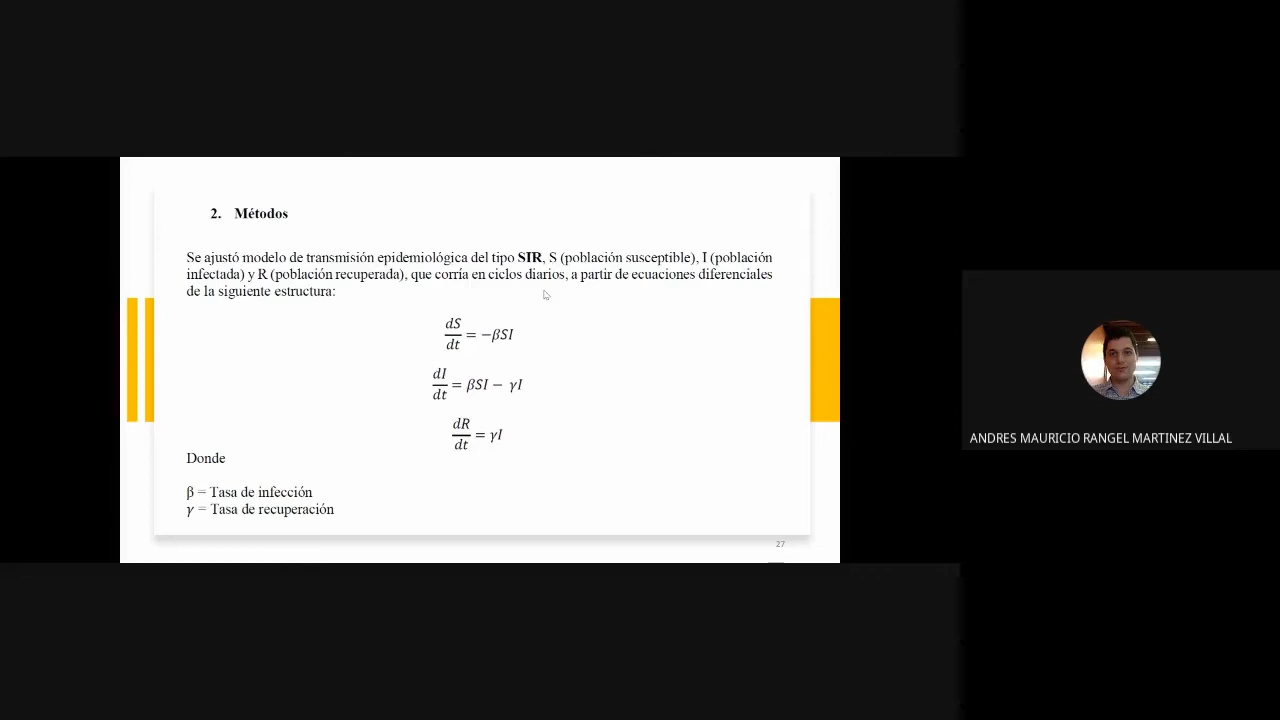 2. Métodos
Se ajustó modelo de transmisión epidemiológica del tipo SIR, S (población susceptible), I (población
infectada) y R (población recuperada), que corría en ciclos diarios, a partir de ecuaciones diferenciales
de la siguiente estructura:
dS/dt = −βSI
dI/dt = βSI − γI
dR/dt = γI
Donde
β = Tasa de infección
γ = Tasa de recuperación
27
ANDRES MAURICIO RANGEL MARTINEZ VILLAL